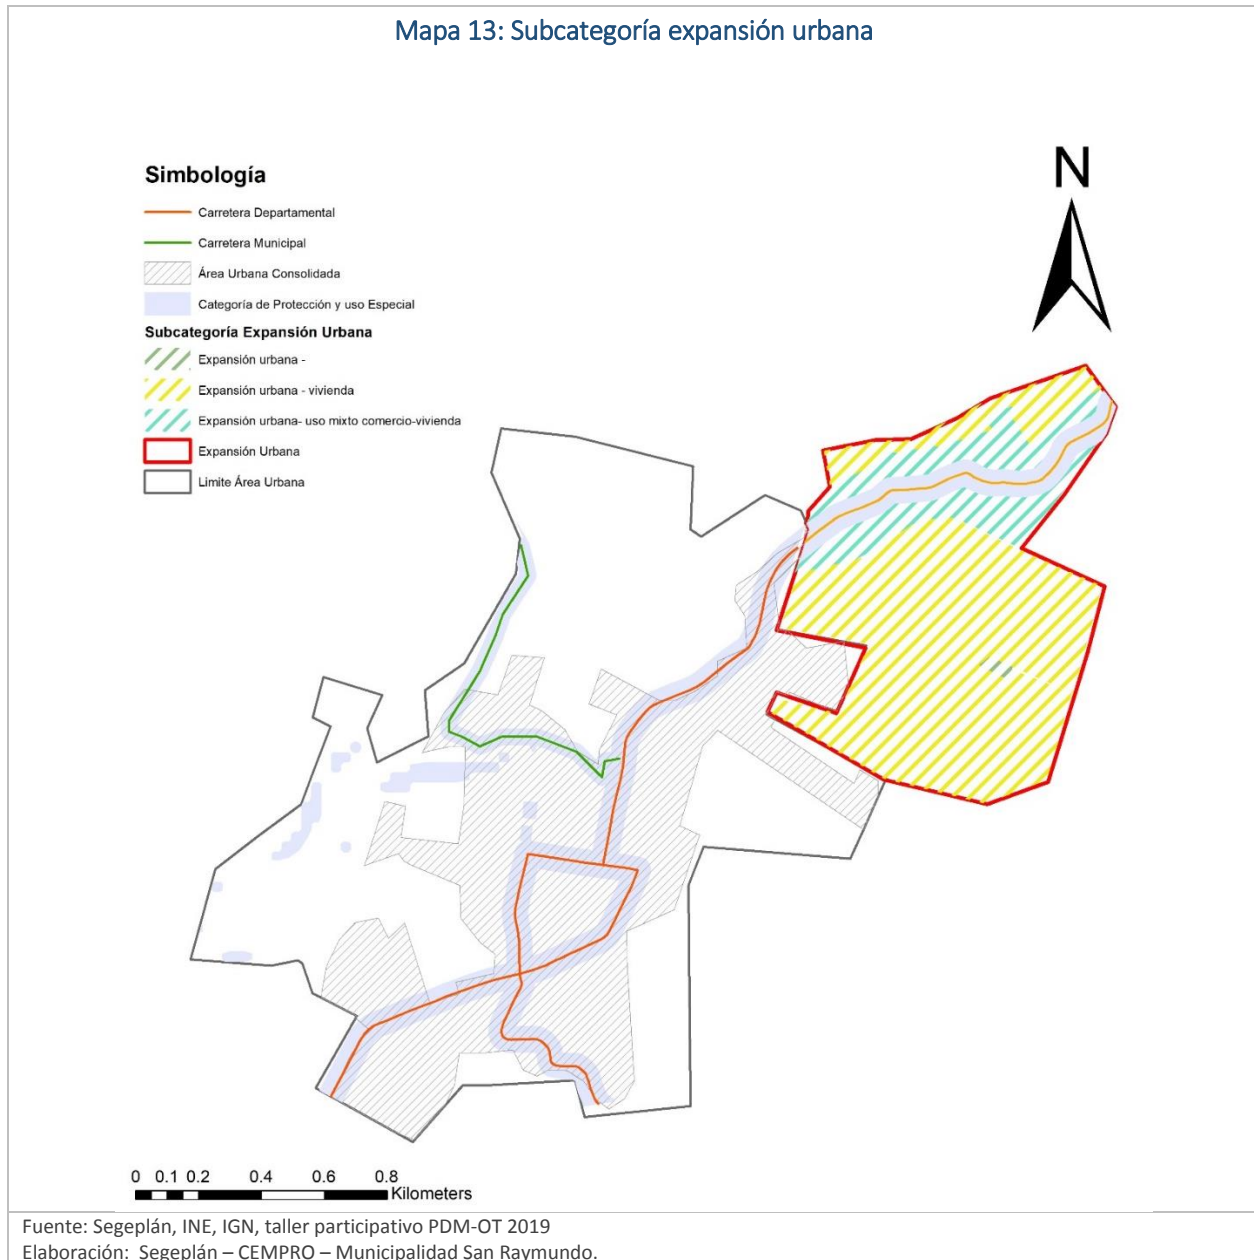 Mapa 13: Subcategoría expansión urbana
N
Simbología
Carretera Departamental
Carretera Municipal
Área Urbana Consolidada
Categoría de Protección y uso Especial
Subcategoría Expansión Urbana
Expansión urbana -
Expansión urbana - vivienda
Expansión urbana- uso mixto comercio-vivienda
Expansión Urbana
Limite Área Urbana
0 0.1 0.2 0.4 0.6 0.8
Kilometers
Fuente: Segeplán, INE, IGN, taller participativo PDM-OT 2019
Elaboración: Segeplán – CEMPRO – Municipalidad San Raymundo.